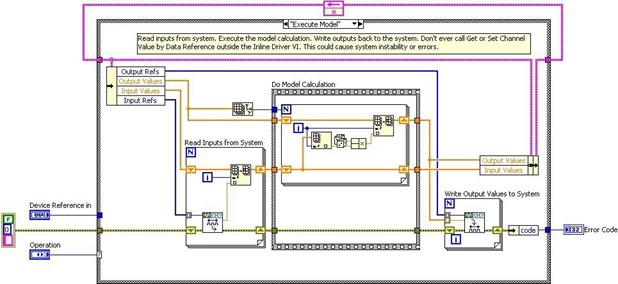 "Execute Model"
Read inputs from system. Execute the model calculation. Write outputs back to the system. Don't ever call Get or Set Channel
Value by Data Reference outside the Inline Driver VI. This could cause system instability or errors.
Output Refs
Output Values
Input Values
Input Refs
Do Model Calculation
N
i
Read Inputs from System
N
i
Output Values
Input Values
Write Output Values to System
N
i
Device Reference in
Operation
code
I32
Error Code